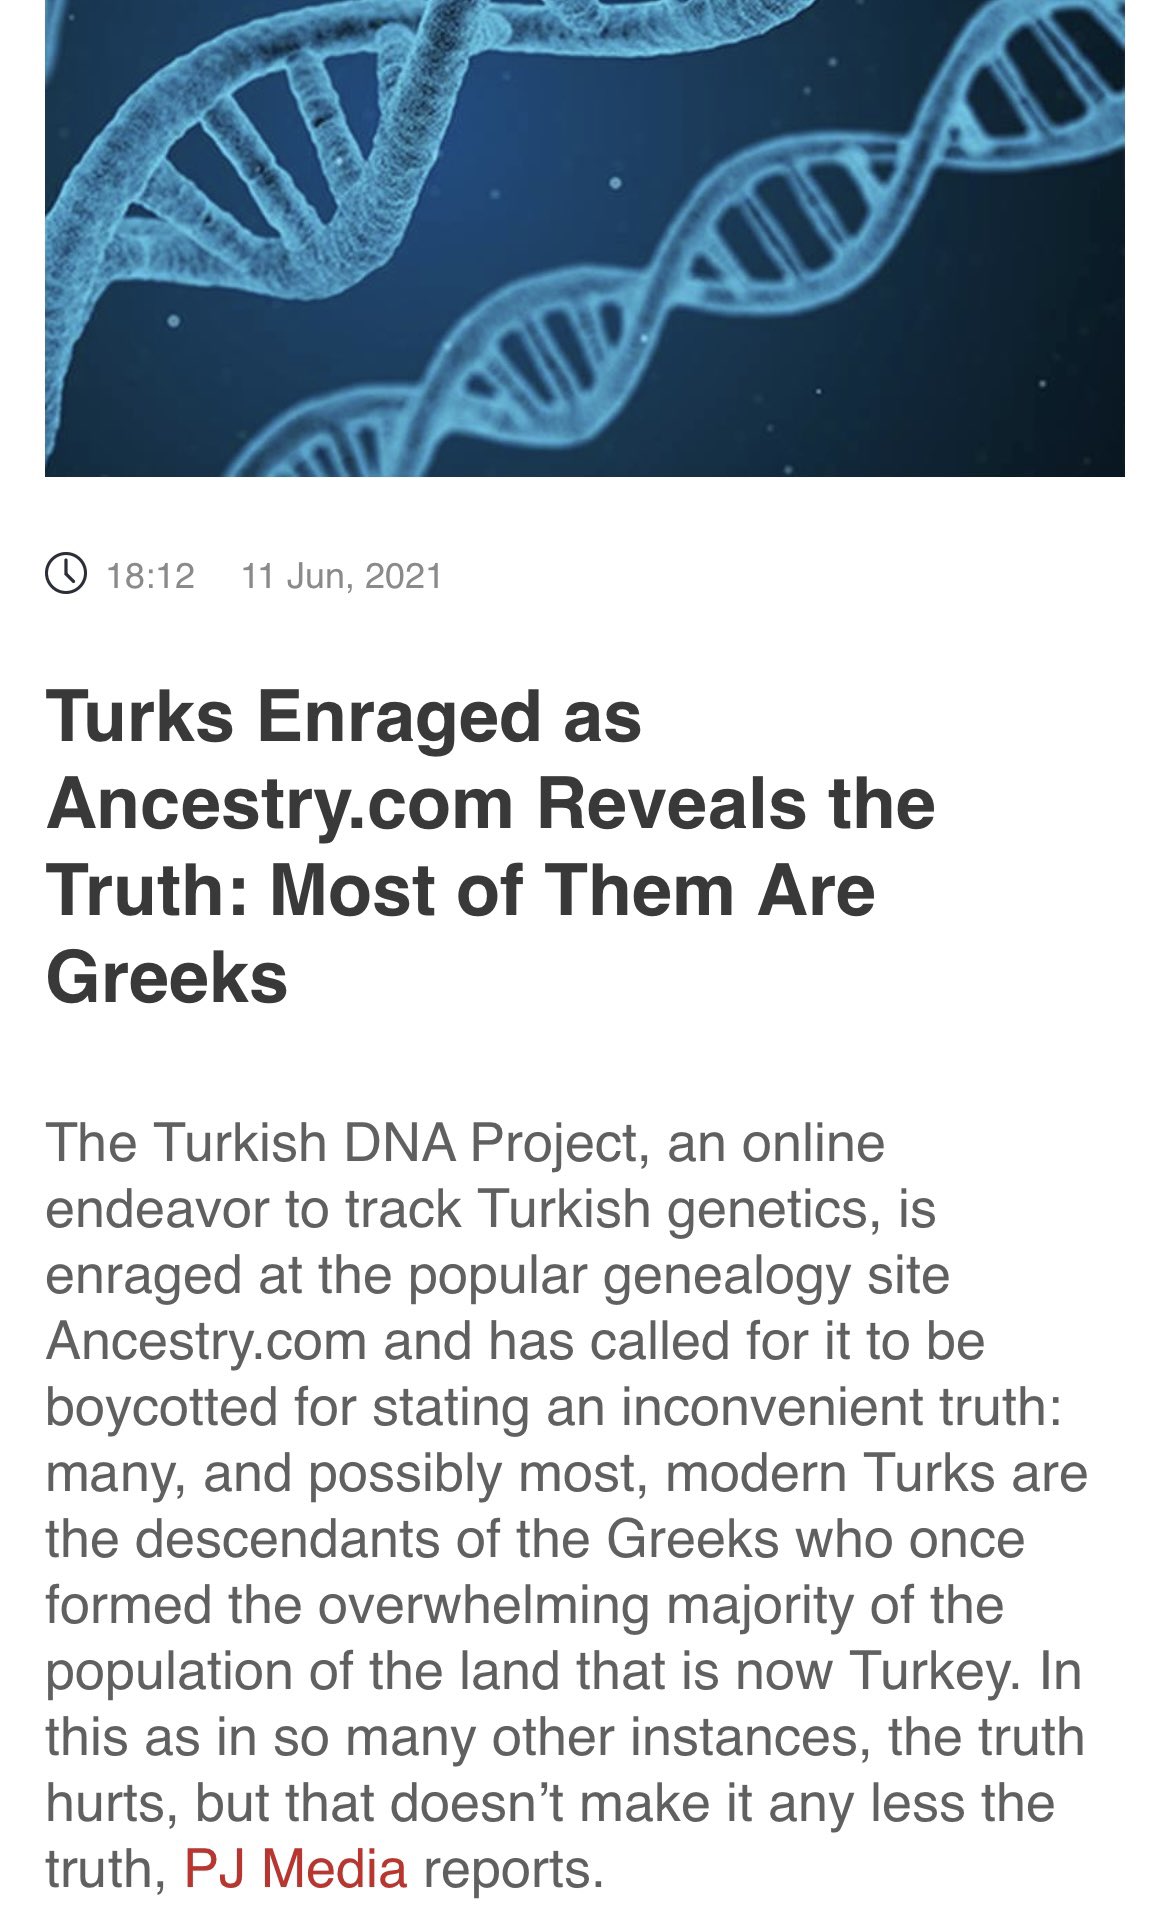 18:12 11 Jun, 2021
Turks Enraged as
Ancestry.com Reveals the
Truth: Most of Them Are
Greeks
The Turkish DNA Project, an online
endeavor to track Turkish genetics, is
enraged at the popular genealogy site
Ancestry.com and has called for it to be
boycotted for stating an inconvenient truth:
many, and possibly most, modern Turks are
the descendants of the Greeks who once
formed the overwhelming majority of the
population of the land that is now Turkey. In
this as in so many other instances, the truth
hurts, but that doesn’t make it any less the
truth, PJ Media reports.